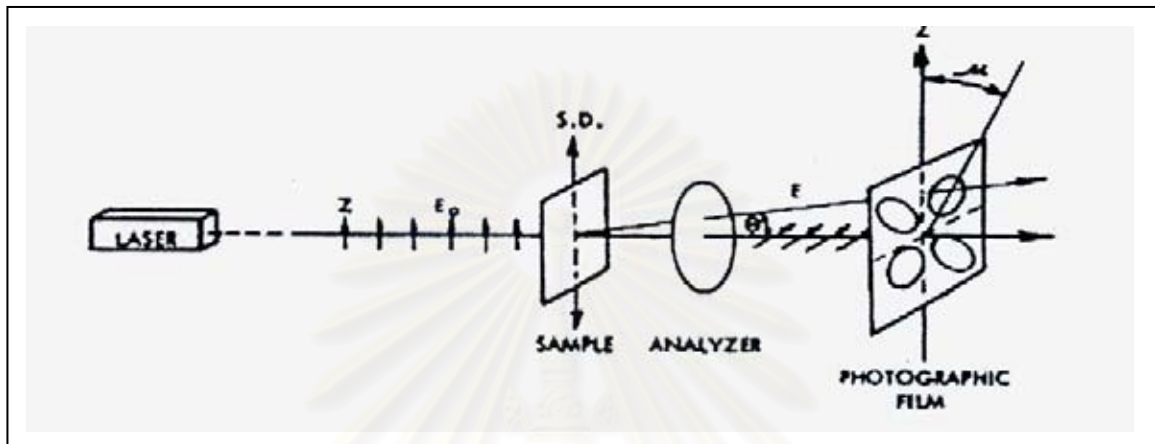 Z
μ
S.D.
Z
E₀
E
θ
LASER
SAMPLE
ANALYZER
PHOTOGRAPHIC
FILM